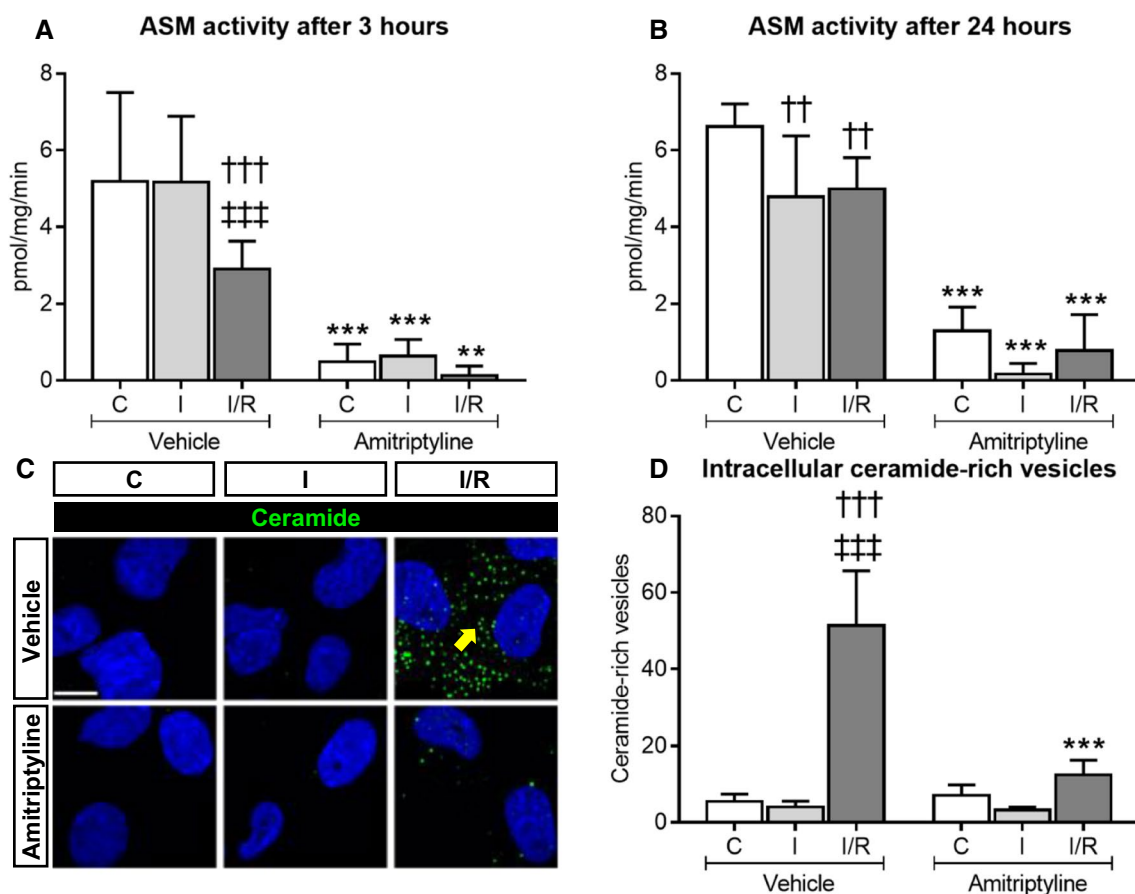 A
ASM activity after 3 hours
8
6
4
2
0
pmol/mg/min
†††
‡‡‡
***
***
**
C I I/R C I I/R
Vehicle Amitriptyline
B
ASM activity after 24 hours
8
6
4
2
0
pmol/mg/min
††
††
***
***
***
C I I/R C I I/R
Vehicle Amitriptyline
C
C I I/R
Ceramide
Vehicle
Amitiptyline
D
Intracellular ceramide-rich vesicles
80
60
40
20
0
Ceramide-rich vesicles
†††
‡‡‡
***
C I I/R C I I/R
Vehicle Amitriptyline